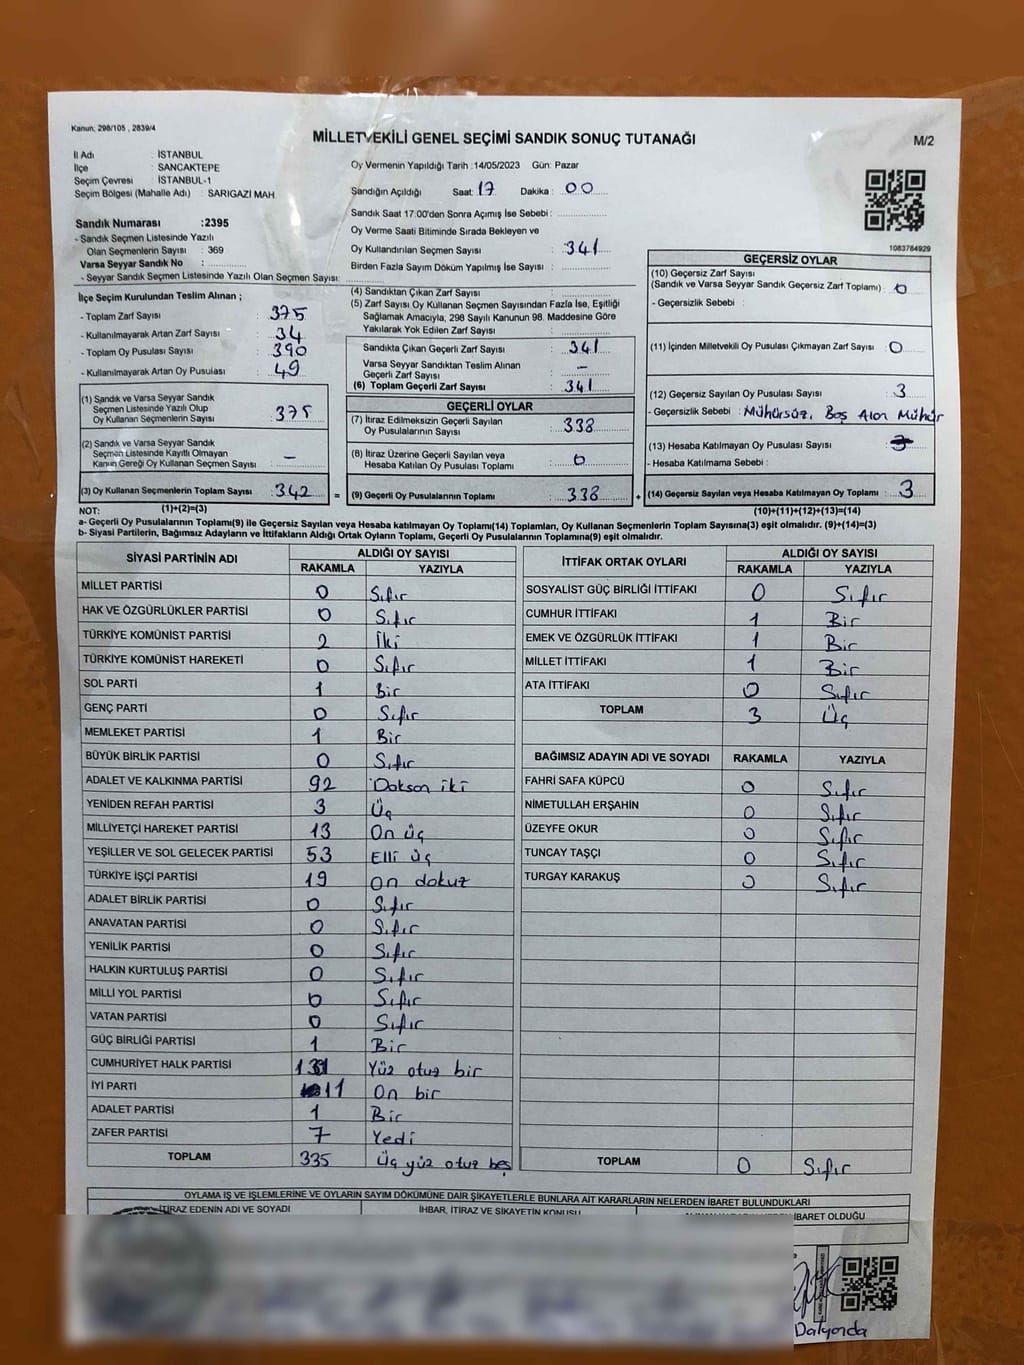 Kanun; 298/105 , 2839/4
MİLLETVEKİLİ GENEL SEÇİMİ SANDIK SONUÇ TUTANAĞI
M/2
İl Adı : İSTANBUL
İlçe : SANCAKTEPE
Seçim Çevresi : İSTANBUL-1
Seçim Bölgesi (Mahalle Adı) : SARIGAZİ MAH.
Sandık Numarası :2395
- Sandık Seçmen Listesinde Yazılı
Olan Seçmenlerin Sayısı : 369
Varsa Seyyar Sandık No :
- Seyyar Sandık Seçmen Listesinde Yazılı Olan Seçmen Sayısı:
Oy Vermenin Yapıldığı Tarih :14/05/2023 Gün: Pazar
Sandığın Açıldığı Saat: 17 Dakika : 00
Sandık Saat 17:00'den Sonra Açımış İse Sebebi :
Oy Verme Saati Bitiminde Sırada Bekleyen ve
Oy Kullandırılan Seçmen Sayısı : 341
Birden Fazla Sayım Döküm Yapılmış İse Sayısı :
1083784929
İlçe Seçim Kurulundan Teslim Alınan ;
- Toplam Zarf Sayısı : 375
- Kullanılmayarak Artan Zarf Sayısı : 34
- Toplam Oy Pusulası Sayısı : 390
- Kullanılmayarak Artan Oy Pusulası : 49
(1) Sandık ve Varsa Seyyar Sandık
Seçmen Listesinde Yazılı Olup
Oy Kullanan Seçmenlerin Sayısı : 375
(2) Sandık ve Varsa Seyyar Sandık
Seçmen Listesinde Kayıtlı Olmayan
Kanun Gereği Oy Kullanan Seçmen Sayısı : –
(3) Oy Kullanan Seçmenlerin Toplam Sayısı : 342 =
(1)+(2)=(3)
(4) Sandıktan Çıkan Zarf Sayısı :
(5) Zarf Sayısı Oy Kullanan Seçmen Sayısından Fazla İse, Eşitliği
Sağlamak Amacıyla, 298 Sayılı Kanunun 98. Maddesine Göre
Yakılarak Yok Edilen Zarf Sayısı :
Sandıkta Çıkan Geçerli Zarf Sayısı : 341
Varsa Seyyar Sandıktan Teslim Alınan
Geçerli Zarf Sayısı : –
(6) Toplam Geçerli Zarf Sayısı : 341
GEÇERLİ OYLAR
(7) İtiraz Edilmeksizin Geçerli Sayılan
Oy Pusulalarının Sayısı : 338
(8) İtiraz Üzerine Geçerli Sayılan veya
Hesaba Katılan Oy Pusulası Toplamı : 0
(9) Geçerli Oy Pusulalarının Toplamı : 338 +
GEÇERSİZ OYLAR
(10) Geçersiz Zarf Sayısı
(Sandık ve Varsa Seyyar Sandık Geçersiz Zarf Toplamı) : 0
- Geçersizlik Sebebi :
(11) İçinden Milletvekili Oy Pusulası Çıkmayan Zarf Sayısı : 0
(12) Geçersiz Sayılan Oy Pusulası Sayısı : 3
- Geçersizlik Sebebi : Mühürsüz, Boş Alan Mühür
(13) Hesaba Katılmayan Oy Pusulası Sayısı :
- Hesaba Katılmama Sebebi :
(14) Geçersiz Sayılan veya Hesaba Katılmayan Oy Toplamı : 3
(10)+(11)+(12)+(13)=(14)
NOT:
a- Geçerli Oy Pusulalarının Toplamı(9) ile Geçersiz Sayılan veya Hesaba katılmayan Oy Toplamı(14) Toplamları, Oy Kullanan Seçmenlerin Toplam Sayısına(3) eşit olmalıdır. (9)+(14)=(3)
b- Siyasi Partilerin, Bağımsız Adayların ve İttifakların Aldığı Ortak Oyların Toplamı, Geçerli Oy Pusulalarının Toplamına(9) eşit olmalıdır.
SİYASİ PARTİNİN ADI ALDIĞI OY SAYISI
RAKAMLA YAZIYLA
MİLLET PARTİSİ 0 Sıfır
HAK VE ÖZGÜRLÜKLER PARTİSİ 0 Sıfır
TÜRKİYE KOMÜNİST PARTİSİ 2 İki
TÜRKİYE KOMÜNİST HAREKETİ 0 Sıfır
SOL PARTİ 1 Bir
GENÇ PARTİ 0 Sıfır
MEMLEKET PARTİSİ 1 Bir
BÜYÜK BİRLİK PARTİSİ 0 Sıfır
ADALET VE KALKINMA PARTİSİ 92 Doksan iki
YENİDEN REFAH PARTİSİ 3 Üç
MİLLİYETÇİ HAREKET PARTİSİ 13 On üç
YEŞİLLER VE SOL GELECEK PARTİSİ 53 Elli üç
TÜRKİYE İŞÇİ PARTİSİ 19 On dokuz
ADALET BİRLİK PARTİSİ 0 Sıfır
ANAVATAN PARTİSİ 0 Sıfır
YENİLİK PARTİSİ 0 Sıfır
HALKIN KURTULUŞ PARTİSİ 0 Sıfır
MİLLİ YOL PARTİSİ 0 Sıfır
VATAN PARTİSİ 0 Sıfır
GÜÇ BİRLİĞİ PARTİSİ 1 Bir
CUMHURİYET HALK PARTİSİ 131 Yüz otuz bir
İYİ PARTİ 11 On bir
ADALET PARTİSİ 1 Bir
ZAFER PARTİSİ 7 Yedi
TOPLAM 335 Üç yüz otuz beş
İTTİFAK ORTAK OYLARI ALDIĞI OY SAYISI
RAKAMLA YAZIYLA
SOSYALİST GÜÇ BİRLİĞİ İTTİFAKI 0 Sıfır
CUMHUR İTTİFAKI 1 Bir
EMEK VE ÖZGÜRLÜK İTTİFAKI 1 Bir
MİLLET İTTİFAKI 1 Bir
ATA İTTİFAKI 0 Sıfır
TOPLAM 3 Üç
BAĞIMSIZ ADAYIN ADI VE SOYADI RAKAMLA YAZIYLA
FAHRİ SAFA KÜPCÜ 0 Sıfır
NİMETULLAH ERŞAHİN 0 Sıfır
ÜZEYFE OKUR 0 Sıfır
TUNCAY TAŞÇI 0 Sıfır
TURGAY KARAKUŞ 0 Sıfır
TOPLAM 0 Sıfır
OYLAMA İŞ VE İŞLEMLERİNE VE OYLARIN SAYIM DÖKÜMÜNE DAİR ŞİKAYETLERLE BUNLARA AİT KARARLARIN NELERDEN İBARET BULUNDUKLARI
İTİRAZ EDENİN ADI VE SOYADI İHBAR, İTİRAZ VE ŞİKAYETİN KONUSU İBARET OLDUĞU